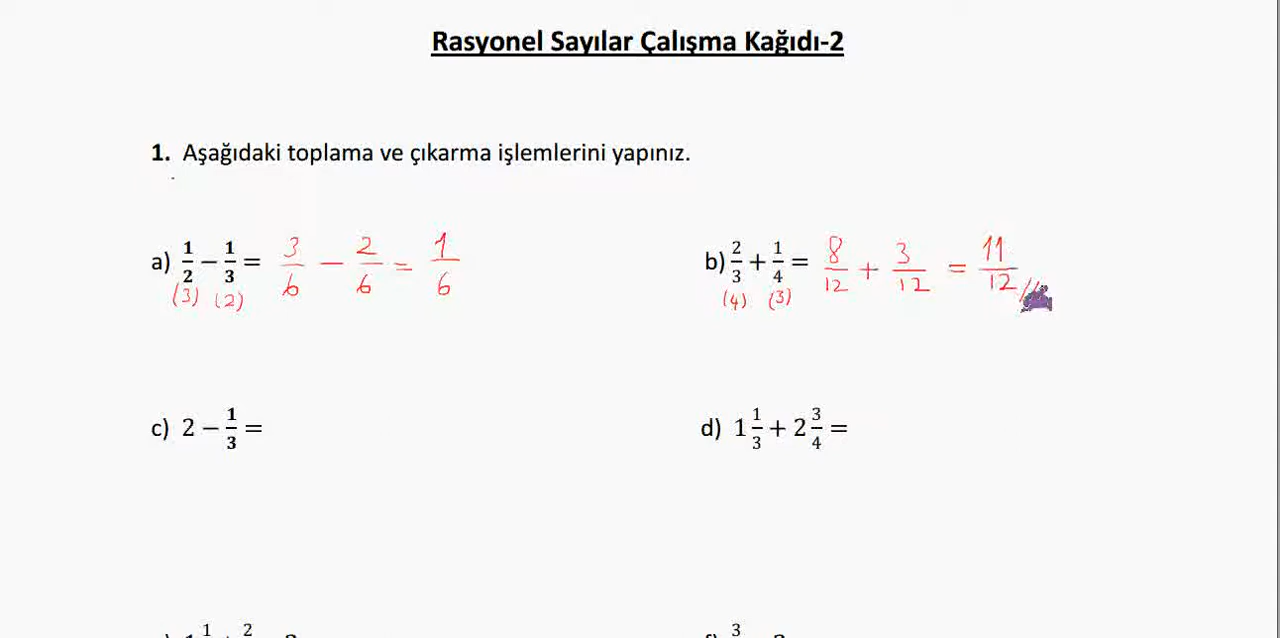 Rasyonel Sayılar Çalışma Kağıdı-2
1. Aşağıdaki toplama ve çıkarma işlemlerini yapınız.
a) 1/2 − 1/3 = 3/6 − 2/6 = 1/6
(3) (2)
b) 2/3 + 1/4 = 8/12 + 3/12 = 11/12 //
(4) (3)
c) 2 − 1/3 =
d) 1 1/3 + 2 3/4 =